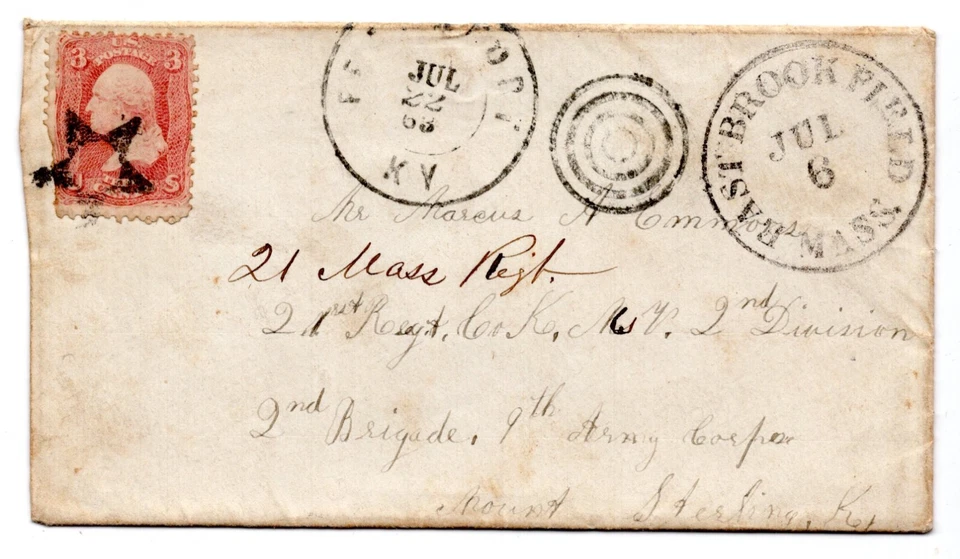 3 U.S. 3
POSTAGE
KY
JUL
22
63
EAST BROOKFIELD MASS
JUL
6
Mr Marcus A Emmons
21 Mass Regt.
21st Regt, Co K, M. V. 2nd Division
2nd Brigade, 9th Army Corps
Mount Sterling, Ky